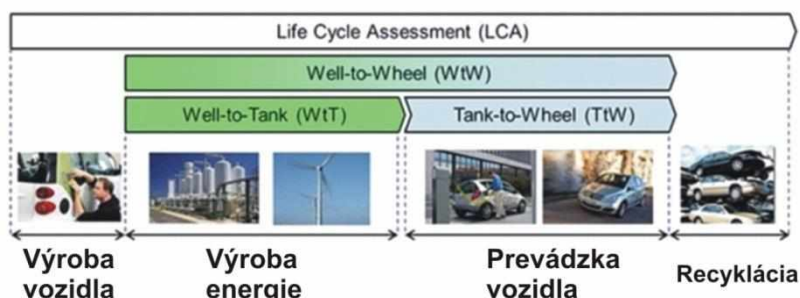 Life Cycle Assessment (LCA)
Well-to-Wheel (WtW)
Well-to-Tank (WtT)
Tank-to-Wheel (TtW)
Výroba
vozidla
Výroba
energie
Prevádzka
vozidla
Recyklácia